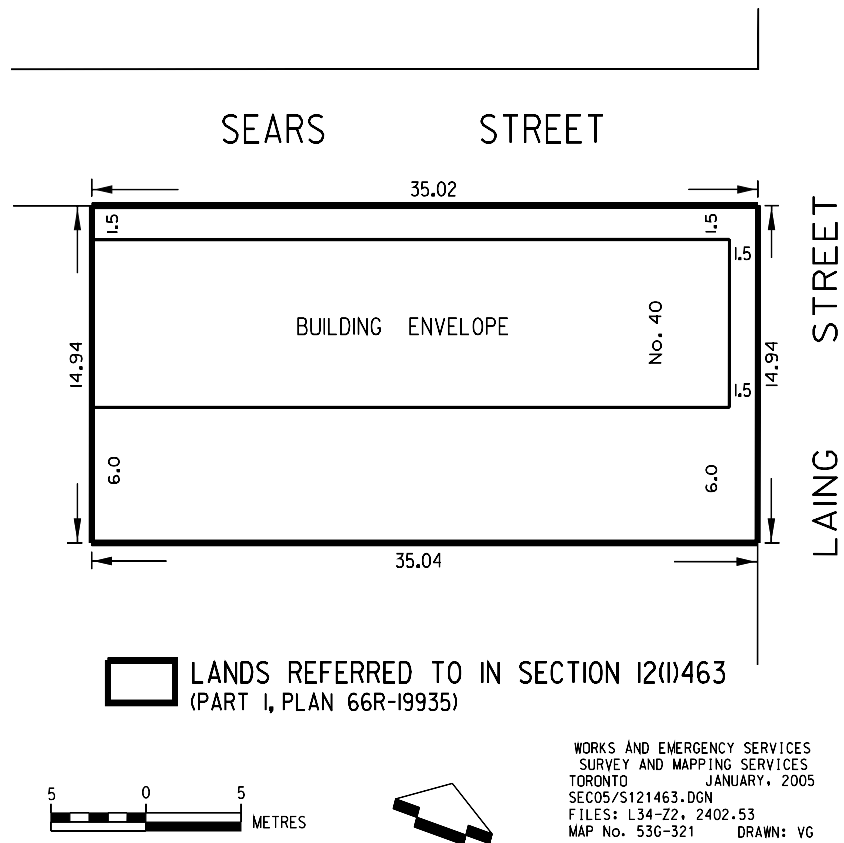 SEARS STREET
35.02
1.5 1.5
1.5
BUILDING ENVELOPE
No. 40
14.94
14.94
1.5
6.0
6.0
35.04
LAING STREET
LANDS REFERRED TO IN SECTION 12(1)463
(PART 1, PLAN 66R-19935)
5 0 5
METRES
WORKS AND EMERGENCY SERVICES
SURVEY AND MAPPING SERVICES
TORONTO JANUARY, 2005
SEC05/S121463.DGN
FILES: L34-Z2, 2402.53
MAP No. 53G-321 DRAWN: VG